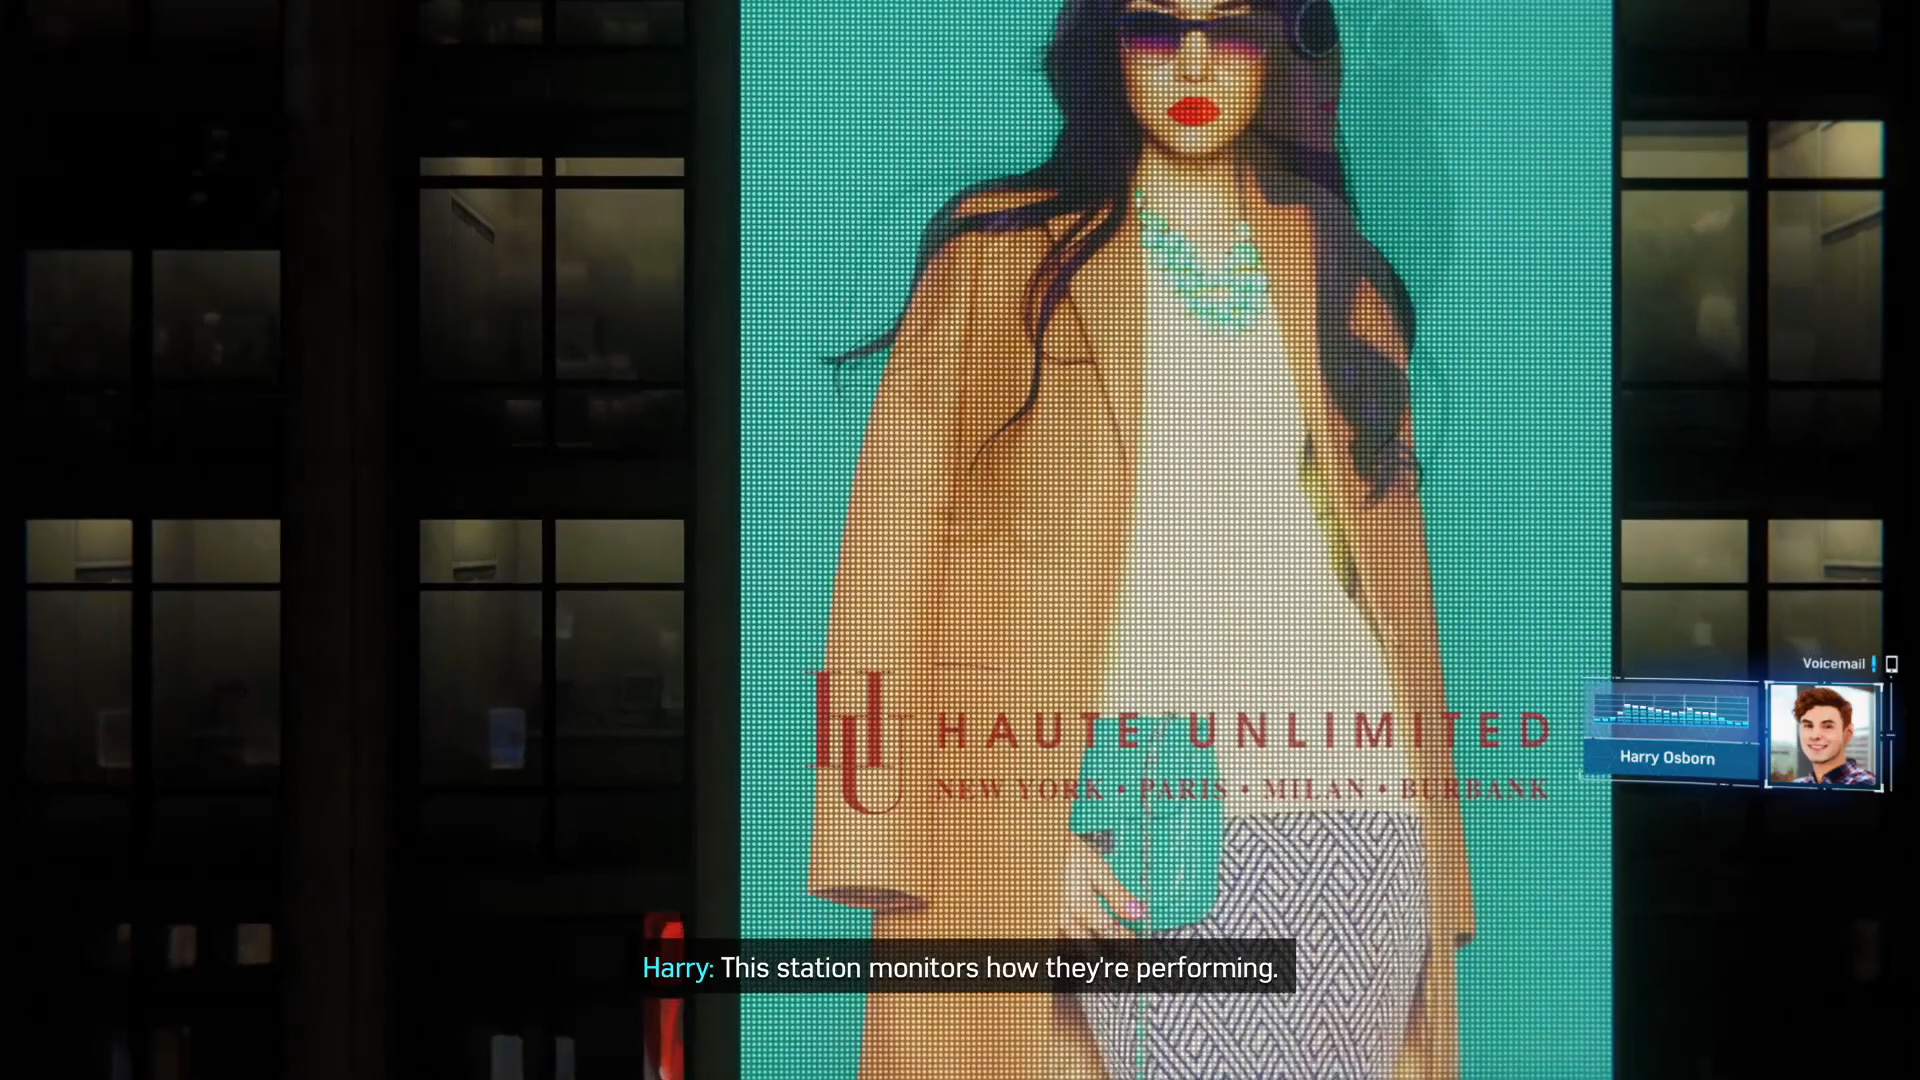 HU
HAUTE UNLIMITED
NEW YORK • PARIS • MILAN • BURBANK
Voicemail
Harry Osborn
Harry: This station monitors how they're performing.